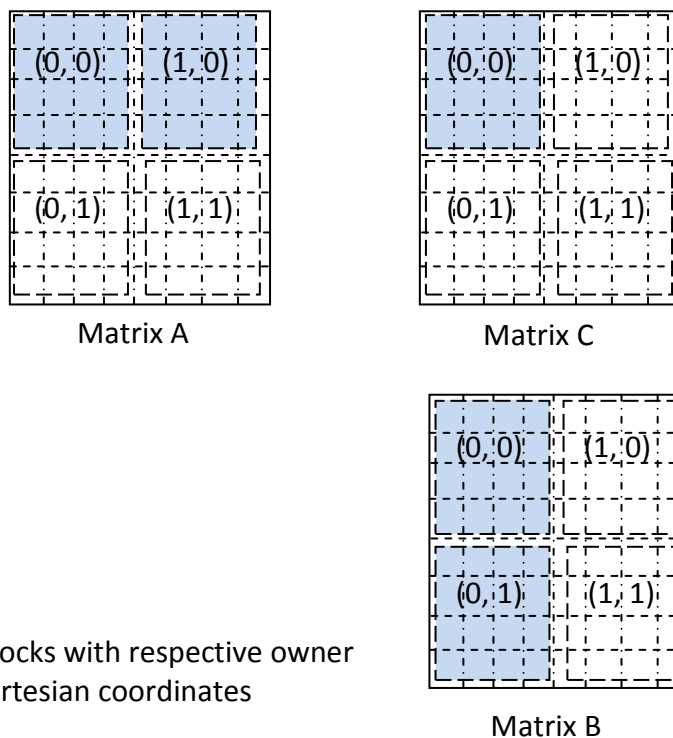 (0, 0) (1, 0)
(0, 1) (1, 1)
Matrix A
(0, 0) (1, 0)
(0, 1) (1, 1)
Matrix C
(0, 0) (1, 0)
(0, 1) (1, 1)
Matrix B
ocks with respective owner
rtesian coordinates